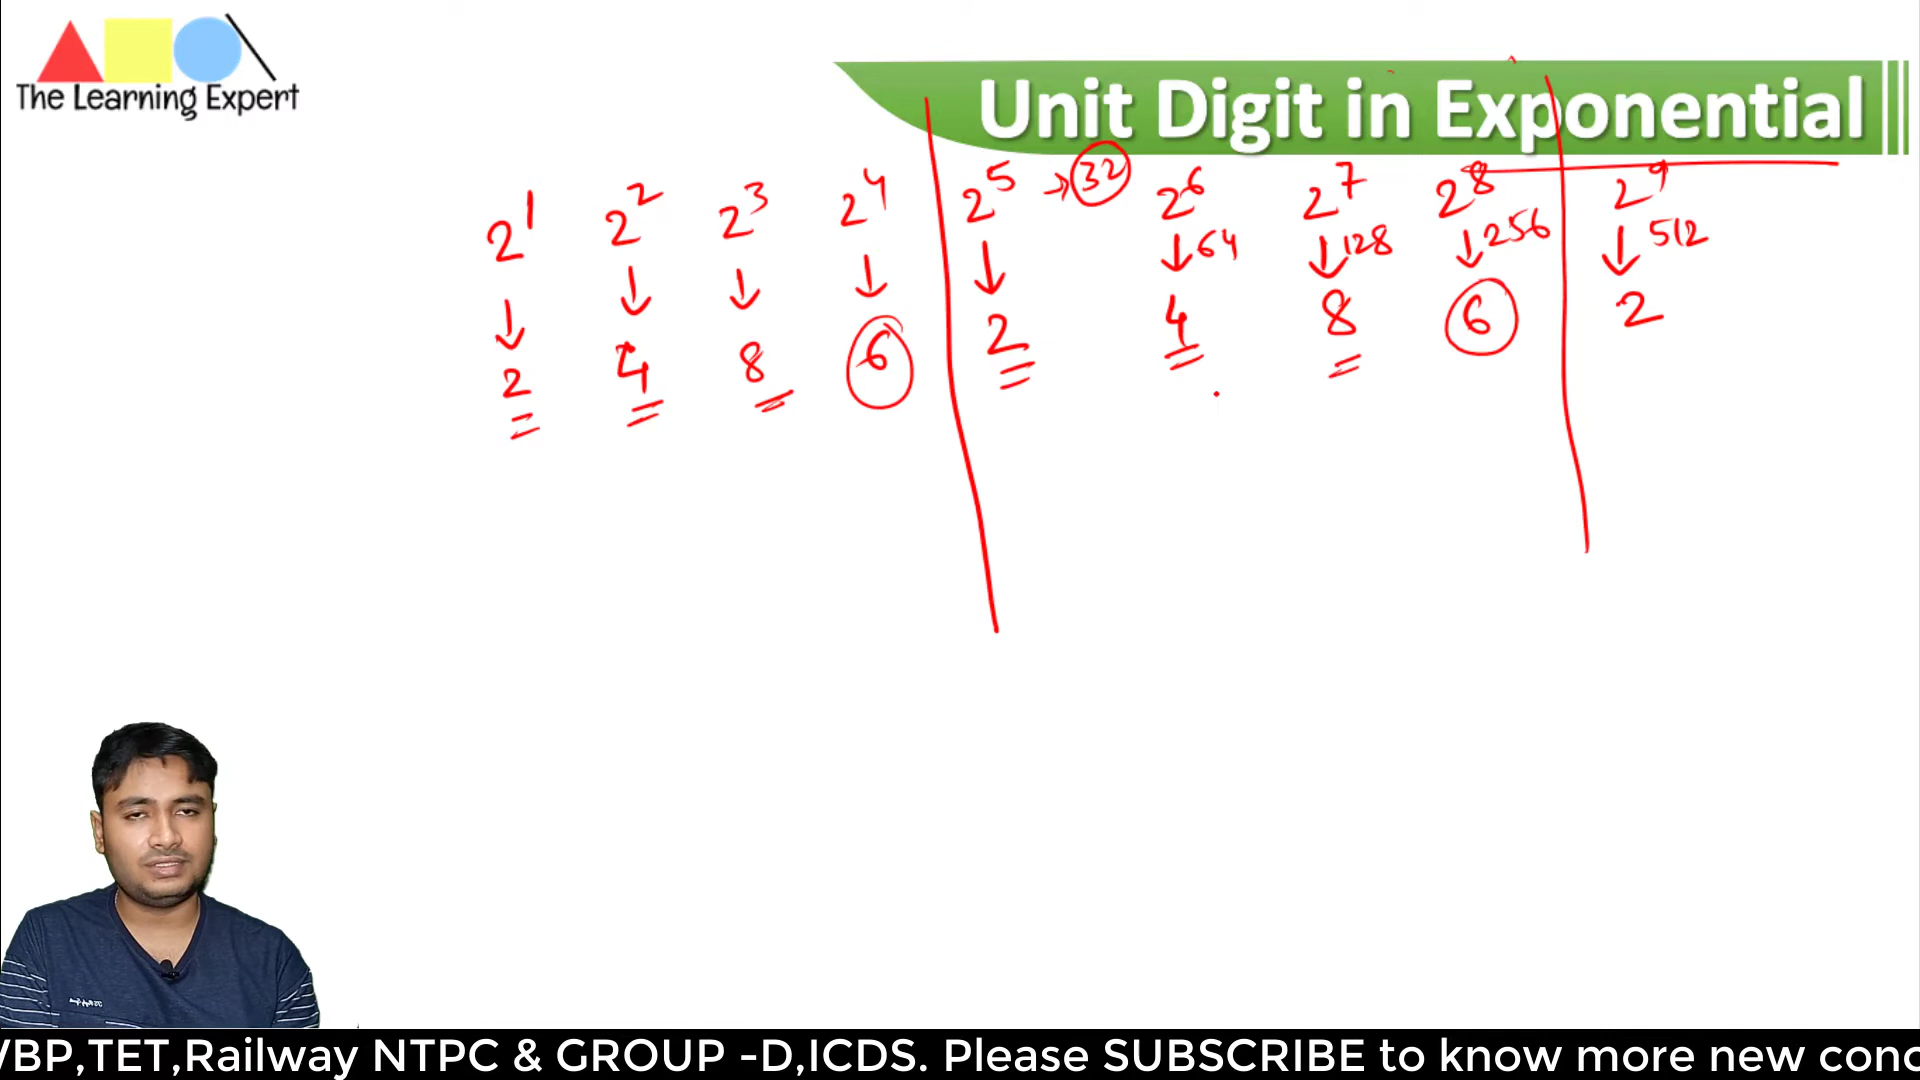 The Learning Expert
Unit Digit in Exponential
2¹ 2² 2³ 2⁴ 2⁵ → 32 2⁶ 2⁷ 2⁸ 2⁹
↓ ↓ ↓ ↓ ↓ ↓64 ↓128 ↓256 ↓512
2 4 8 6 2 4 8 6 2
VBP,TET,Railway NTPC & GROUP -D,ICDS. Please SUBSCRIBE to know more new conc